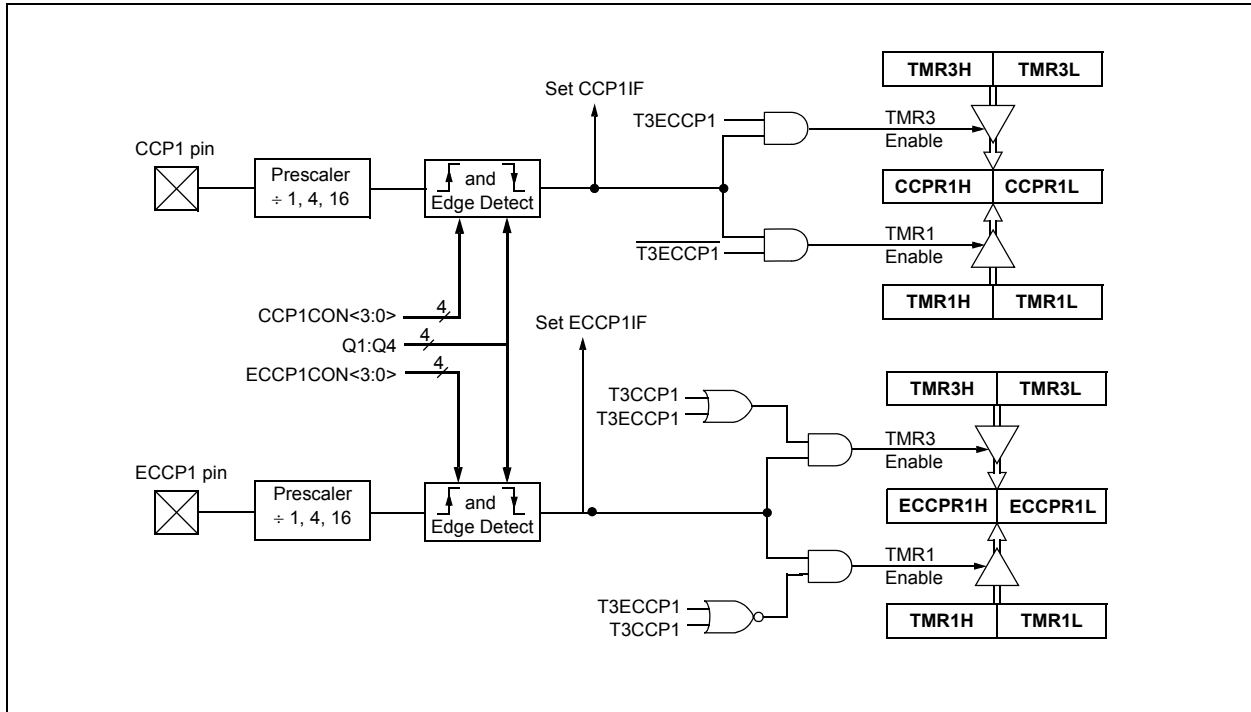 TMR3H TMR3L
Set CCP1IF
T3ECCP1
TMR3
Enable
CCP1 pin
Prescaler
÷ 1, 4, 16
and
Edge Detect
CCPR1H CCPR1L
TMR1
Enable
T3ECCP1
TMR1H TMR1L
CCP1CON<3:0> 4
Q1:Q4 4
ECCP1CON<3:0> 4
Set ECCP1IF
TMR3H TMR3L
T3CCP1
T3ECCP1
TMR3
Enable
ECCP1 pin
Prescaler
÷ 1, 4, 16
and
Edge Detect
ECCPR1H ECCPR1L
TMR1
Enable
T3ECCP1
T3CCP1
TMR1H TMR1L